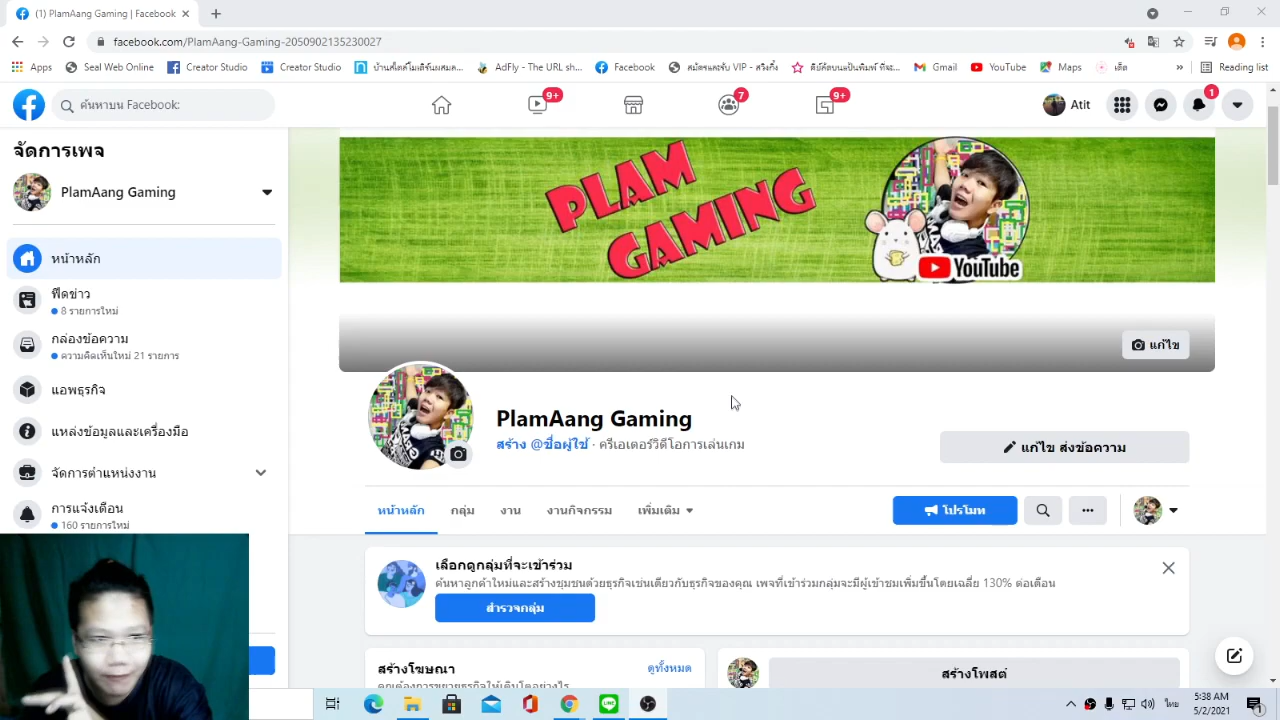 (1) PlamAang Gaming | Facebook
facebook.com/PlamAang-Gaming-2050902135230027
Apps
Seal Web Online
Creator Studio
Creator Studio
AdFly - The URL sh...
Facebook
สมัครและรับ VIP - สวิงกิ้ง
Gmail
YouTube
Maps
เด็ด
»
Reading list
ค้นหาบน Facebook:
9+
7
9+
Atit
1
จัดการเพจ
PlamAang Gaming
หน้าหลัก
ฟีดข่าว
8 รายการใหม่
กล่องข้อความ
ความคิดเห็นใหม่ 21 รายการ
แอพธุรกิจ
แหล่งข้อมูลและเครื่องมือ
จัดการตำแหน่งงาน
การแจ้งเตือน
160 รายการใหม่
PLAM
GAMING
YouTube
แก้ไข
PlamAang Gaming
สร้าง @ชื่อผู้ใช้ · ครีเอเตอร์วิดีโอการเล่นเกม
แก้ไข ส่งข้อความ
หน้าหลัก
กลุ่ม
งาน
งานกิจกรรม
เพิ่มเติม
โปรโมท
เลือกดูกลุ่มที่จะเข้าร่วม
ค้นหาลูกค้าใหม่และสร้างชุมชนด้วยธุรกิจเช่นเดียวกับธุรกิจของคุณ เพจที่เข้าร่วมกลุ่มจะมีผู้เข้าชมเพิ่มขึ้นโดยเฉลี่ย 130% ต่อเดือน
สำรวจกลุ่ม
สร้างโฆษณา
ดูทั้งหมด
คุณต้องการขยายธุรกิจให้เติบโตอย่างไร
สร้างโพสต์
ไทย
5:38 AM
5/2/2021
1